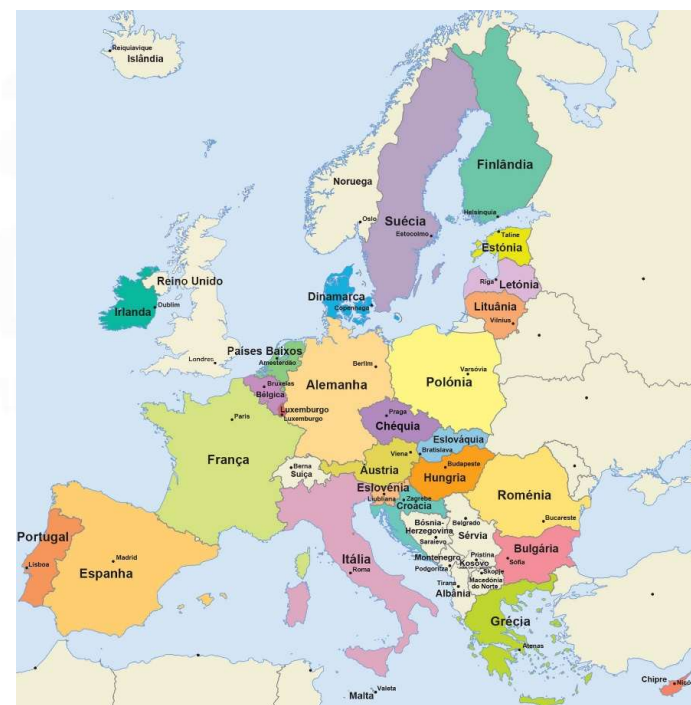 Reiquiavique
Islândia
Finlândia
Noruega
Suécia
Oslo
Helsínquia
Estocolmo
Taline
Estónia
Reino Unido
Riga
Letónia
Dinamarca
Irlanda
Dublim
Copenhaga
Lituânia
Vilnius
Países Baixos
Londres
Amesterdão
Berlim
Varsóvia
Bruxelas
Alemanha
Polónia
Bélgica
Luxemburgo
Luxemburgo
Paris
Praga
Chéquia
Eslováquia
França
Viena
Bratislava
Berna
Suíça
Áustria
Budapeste
Hungria
Eslovénia
Liubliana
Zagrebe
Croácia
Roménia
Bósnia-
Herzegovina
Belgrado
Bucareste
Portugal
Sérvia
Saraievo
Madrid
Itália
Montenegro
Pristina
Bulgária
Lisboa
Espanha
Kosovo
Sófia
Roma
Podgoritza
Skopje
Tirana
Macedónia
do Norte
Albânia
Grécia
Atenas
Chipre
Valeta
Malta